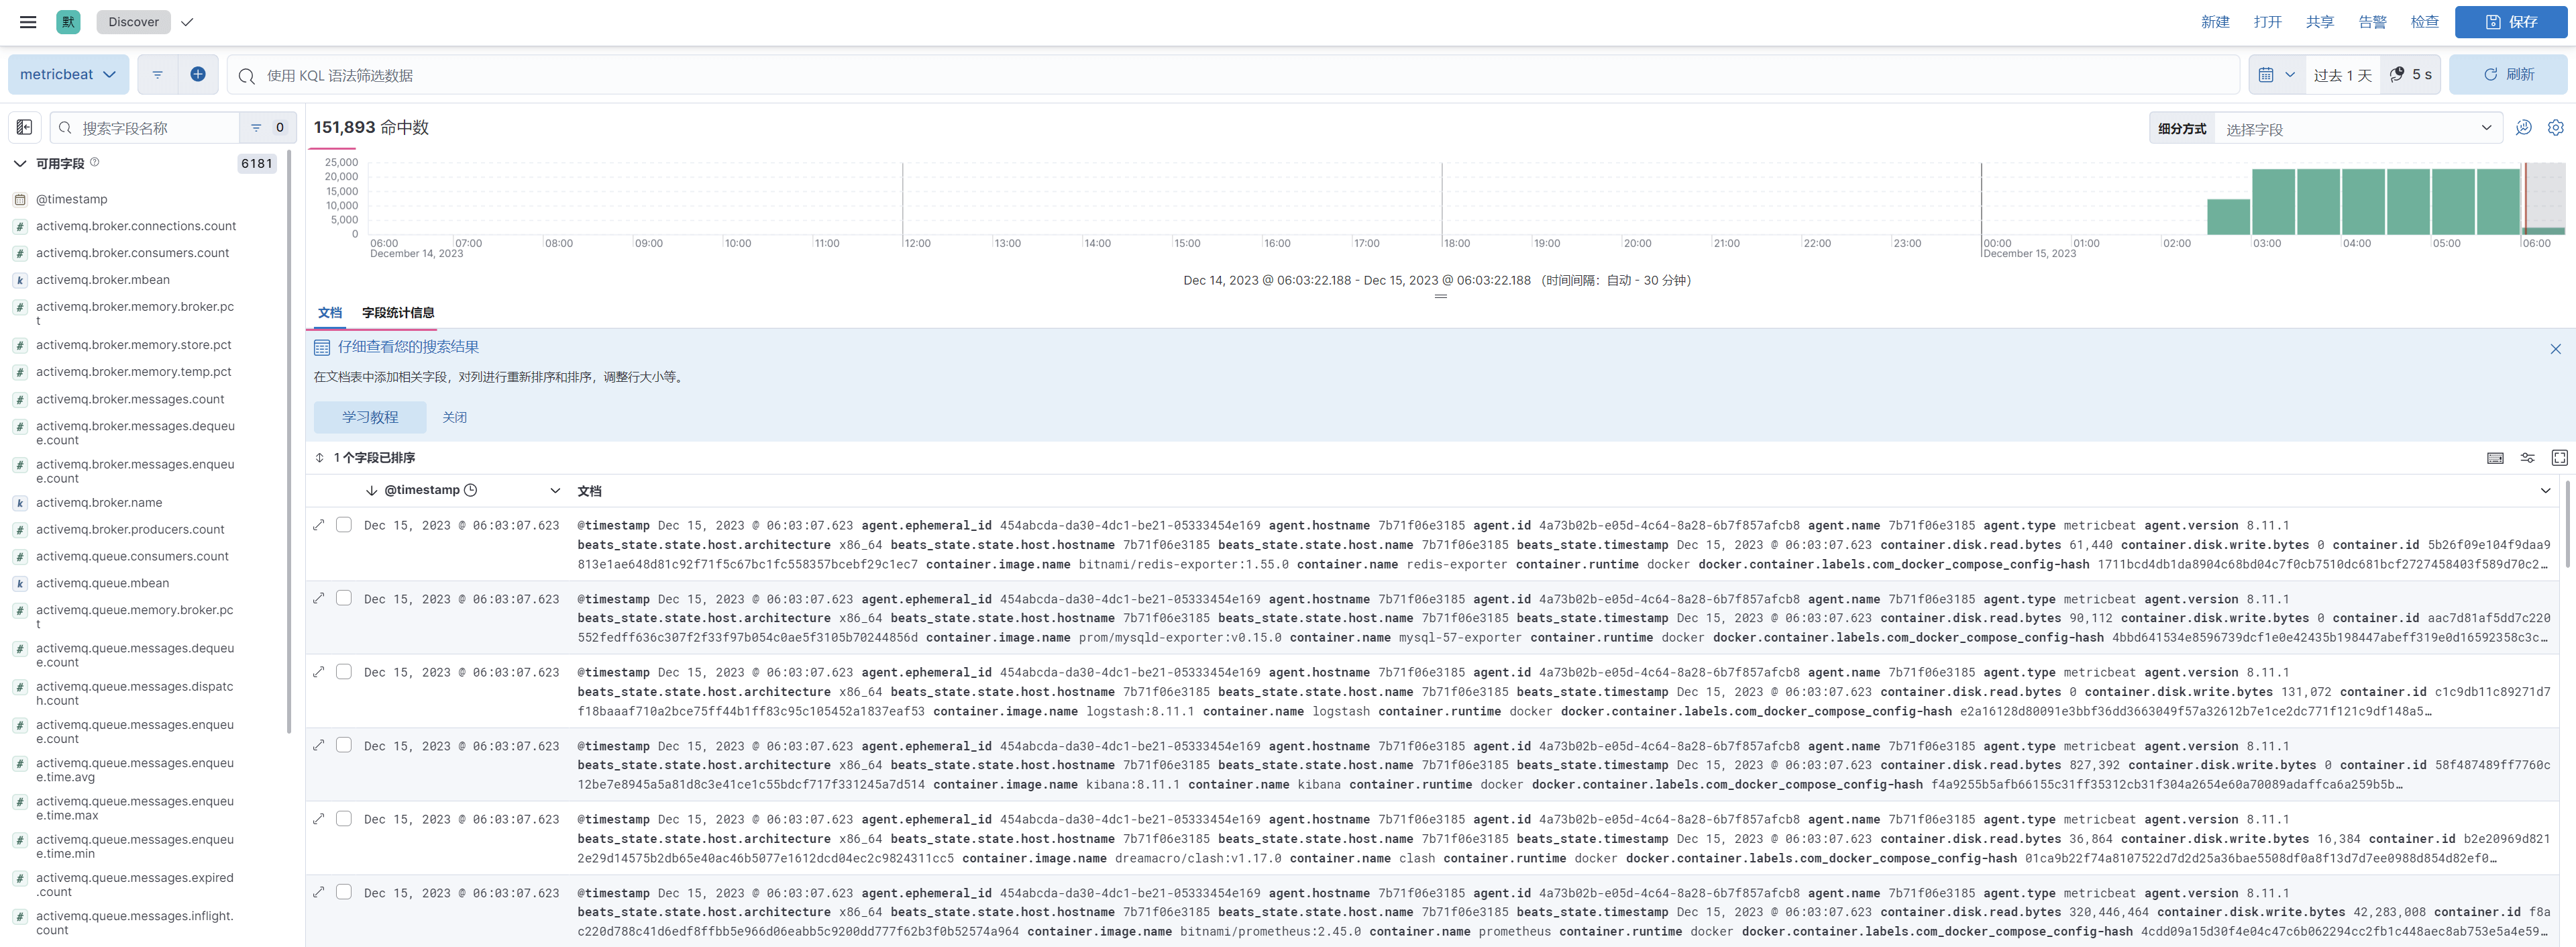 默 Discover 新建 打开 共享 告警 检查 保存
metricbeat 使用 KQL 语法筛选数据 过去 1 天 5 s 刷新
搜索字段名称 0
可用字段 6181
@timestamp
activemq.broker.connections.count
activemq.broker.consumers.count
activemq.broker.mbean
activemq.broker.memory.broker.pc
t
activemq.broker.memory.store.pct
activemq.broker.memory.temp.pct
activemq.broker.messages.count
activemq.broker.messages.dequeu
e.count
activemq.broker.messages.enqueu
e.count
activemq.broker.name
activemq.broker.producers.count
activemq.queue.consumers.count
activemq.queue.mbean
activemq.queue.memory.broker.pc
t
activemq.queue.messages.dequeu
e.count
activemq.queue.messages.dispatc
h.count
activemq.queue.messages.enqueu
e.count
activemq.queue.messages.enqueu
e.time.avg
activemq.queue.messages.enqueu
e.time.max
activemq.queue.messages.enqueu
e.time.min
activemq.queue.messages.expired
.count
activemq.queue.messages.inflight.
count
151,893 命中数 细分方式 选择字段
25,000
20,000
15,000
10,000
5,000
0
06:00 07:00 08:00 09:00 10:00 11:00 12:00 13:00 14:00 15:00 16:00 17:00 18:00 19:00 20:00 21:00 22:00 23:00 00:00 01:00 02:00 03:00 04:00 05:00 06:00
December 14, 2023 December 15, 2023
Dec 14, 2023 @ 06:03:22.188 - Dec 15, 2023 @ 06:03:22.188 （时间间隔：自动 - 30 分钟）
文档 字段统计信息
仔细查看您的搜索结果
在文档表中添加相关字段，对列进行重新排序和排序，调整行大小等。
学习教程 关闭
1 个字段已排序
@timestamp 文档
Dec 15, 2023 @ 06:03:07.623 @timestamp Dec 15, 2023 @ 06:03:07.623 agent.ephemeral_id 454abcda-da30-4dc1-be21-05333454e169 agent.hostname 7b71f06e3185 agent.id 4a73b02b-e05d-4c64-8a28-6b7f857afcb8 agent.name 7b71f06e3185 agent.type metricbeat agent.version 8.11.1
beats_state.state.host.architecture x86_64 beats_state.state.host.hostname 7b71f06e3185 beats_state.state.host.name 7b71f06e3185 beats_state.timestamp Dec 15, 2023 @ 06:03:07.623 container.disk.read.bytes 61,440 container.disk.write.bytes 0 container.id 5b26f09e104f9daa9
813e1ae648d81c92f71f5c67bc1fc558357bcebf29c1ec7 container.image.name bitnami/redis-exporter:1.55.0 container.name redis-exporter container.runtime docker docker.container.labels.com_docker_compose_config-hash 1711bcd4db1da8904c68bd04c7f0cb7510dc681bcf2727458403f589d70c2…
Dec 15, 2023 @ 06:03:07.623 @timestamp Dec 15, 2023 @ 06:03:07.623 agent.ephemeral_id 454abcda-da30-4dc1-be21-05333454e169 agent.hostname 7b71f06e3185 agent.id 4a73b02b-e05d-4c64-8a28-6b7f857afcb8 agent.name 7b71f06e3185 agent.type metricbeat agent.version 8.11.1
beats_state.state.host.architecture x86_64 beats_state.state.host.hostname 7b71f06e3185 beats_state.state.host.name 7b71f06e3185 beats_state.timestamp Dec 15, 2023 @ 06:03:07.623 container.disk.read.bytes 90,112 container.disk.write.bytes 0 container.id aac7d81af5dd7c220
552fedff636c307f2f33f97b054c0ae5f3105b70244856d container.image.name prom/mysqld-exporter:v0.15.0 container.name mysql-57-exporter container.runtime docker docker.container.labels.com_docker_compose_config-hash 4bbd641534e8596739dcf1e0e42435b198447abeff319e0d16592358c3c…
Dec 15, 2023 @ 06:03:07.623 @timestamp Dec 15, 2023 @ 06:03:07.623 agent.ephemeral_id 454abcda-da30-4dc1-be21-05333454e169 agent.hostname 7b71f06e3185 agent.id 4a73b02b-e05d-4c64-8a28-6b7f857afcb8 agent.name 7b71f06e3185 agent.type metricbeat agent.version 8.11.1
beats_state.state.host.architecture x86_64 beats_state.state.host.hostname 7b71f06e3185 beats_state.state.host.name 7b71f06e3185 beats_state.timestamp Dec 15, 2023 @ 06:03:07.623 container.disk.read.bytes 0 container.disk.write.bytes 131,072 container.id c1c9db11c89271d7
f18baaaf710a2bce75ff44b1ff83c95c105452a1837eaf53 container.image.name logstash:8.11.1 container.name logstash container.runtime docker docker.container.labels.com_docker_compose_config-hash e2a16128d80091e3bbf36dd3663049f57a32612b7e1ce2dc771f121c9df148a5…
Dec 15, 2023 @ 06:03:07.623 @timestamp Dec 15, 2023 @ 06:03:07.623 agent.ephemeral_id 454abcda-da30-4dc1-be21-05333454e169 agent.hostname 7b71f06e3185 agent.id 4a73b02b-e05d-4c64-8a28-6b7f857afcb8 agent.name 7b71f06e3185 agent.type metricbeat agent.version 8.11.1
beats_state.state.host.architecture x86_64 beats_state.state.host.hostname 7b71f06e3185 beats_state.state.host.name 7b71f06e3185 beats_state.timestamp Dec 15, 2023 @ 06:03:07.623 container.disk.read.bytes 827,392 container.disk.write.bytes 0 container.id 58f487489ff7760c
12be7e8945a5a81d8c3e41ce1c55bdcf717f331245a7d514 container.image.name kibana:8.11.1 container.name kibana container.runtime docker docker.container.labels.com_docker_compose_config-hash f4a9255b5afb66155c31ff35312cb31f304a2654e60a70089adaffca6a259b5b…
Dec 15, 2023 @ 06:03:07.623 @timestamp Dec 15, 2023 @ 06:03:07.623 agent.ephemeral_id 454abcda-da30-4dc1-be21-05333454e169 agent.hostname 7b71f06e3185 agent.id 4a73b02b-e05d-4c64-8a28-6b7f857afcb8 agent.name 7b71f06e3185 agent.type metricbeat agent.version 8.11.1
beats_state.state.host.architecture x86_64 beats_state.state.host.hostname 7b71f06e3185 beats_state.state.host.name 7b71f06e3185 beats_state.timestamp Dec 15, 2023 @ 06:03:07.623 container.disk.read.bytes 36,864 container.disk.write.bytes 16,384 container.id b2e20969d821
2e29d14575b2db65e40ac46b5077e1612dcd04ec2c9824311cc5 container.image.name dreamacro/clash:v1.17.0 container.name clash container.runtime docker docker.container.labels.com_docker_compose_config-hash 01ca9b22f74a8107522d7d2d25a36bae5508df0a8f13d7d7ee0988d854d82ef0…
Dec 15, 2023 @ 06:03:07.623 @timestamp Dec 15, 2023 @ 06:03:07.623 agent.ephemeral_id 454abcda-da30-4dc1-be21-05333454e169 agent.hostname 7b71f06e3185 agent.id 4a73b02b-e05d-4c64-8a28-6b7f857afcb8 agent.name 7b71f06e3185 agent.type metricbeat agent.version 8.11.1
beats_state.state.host.architecture x86_64 beats_state.state.host.hostname 7b71f06e3185 beats_state.state.host.name 7b71f06e3185 beats_state.timestamp Dec 15, 2023 @ 06:03:07.623 container.disk.read.bytes 320,446,464 container.disk.write.bytes 42,283,008 container.id f8a
c220d788c41d6edf8ffbb5e966d06eabb5c9200dd777f62b3f0b52574a964 container.image.name bitnami/prometheus:2.45.0 container.name prometheus container.runtime docker docker.container.labels.com_docker_compose_config-hash 4cdd09a15d30f4e04c47c6b062294cc2fb1c448aec8ab753e5a4e59…